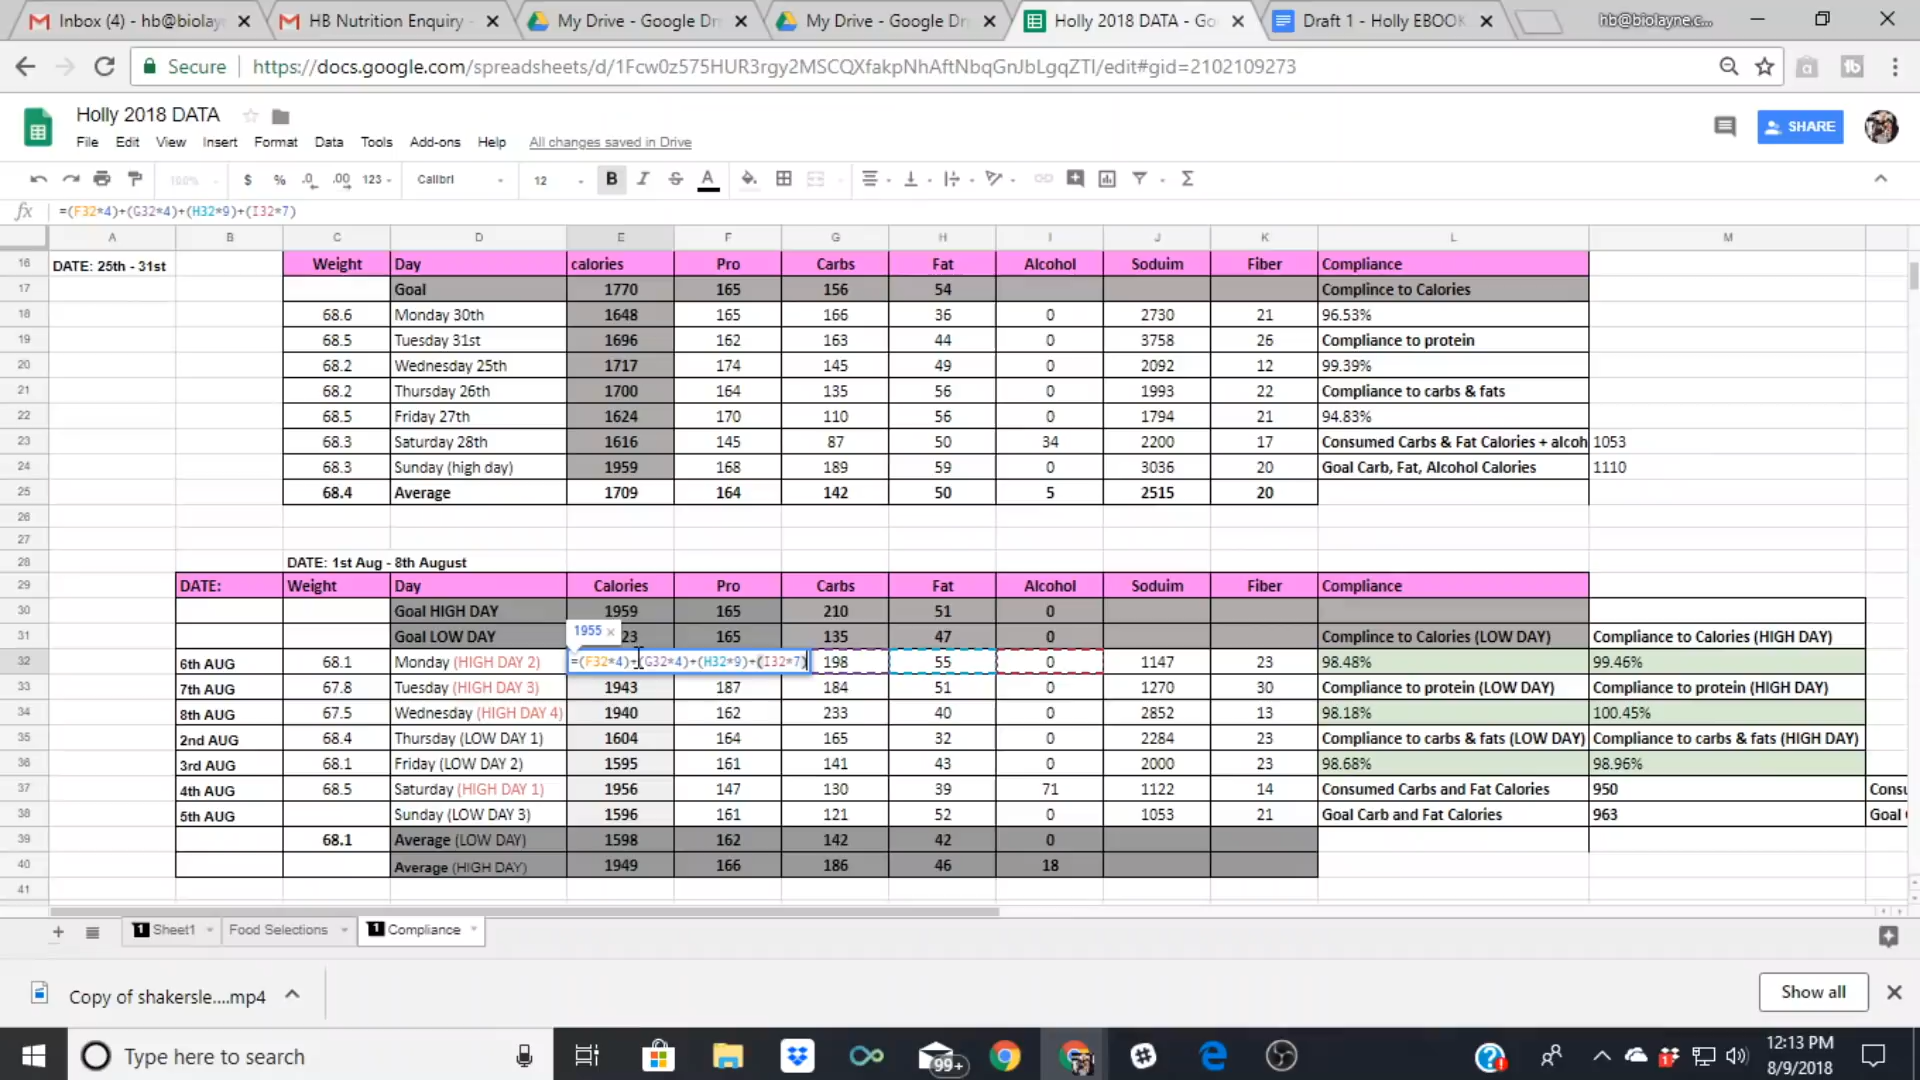 Inbox (4) - hb@biolay
HB Nutrition Enquiry
My Drive - Google Dr
My Drive - Google Dr
Holly 2018 DATA - Go
Draft 1 - Holly EBOOK
hb@biolayne.c...
Secure
https://docs.google.com/spreadsheets/d/1Fcw0z575HUR3rgy2MSCQXfakpNhAftNbqGnJbLgqZTI/edit#gid=2102109273
Holly 2018 DATA
File Edit View Insert Format Data Tools Add-ons Help All changes saved in Drive
SHARE
100% $ % .0 .00 123 Calibri 12 B I S A
fx =(F32*4)+(G32*4)+(H32*9)+(I32*7)
A B C D E F G H I J K L M
16 DATE: 25th - 31st Weight Day calories Pro Carbs Fat Alcohol Soduim Fiber Compliance
17 Goal 1770 165 156 54 Complince to Calories
18 68.6 Monday 30th 1648 165 166 36 0 2730 21 96.53%
19 68.5 Tuesday 31st 1696 162 163 44 0 3758 26 Compliance to protein
20 68.2 Wednesday 25th 1717 174 145 49 0 2092 12 99.39%
21 68.2 Thursday 26th 1700 164 135 56 0 1993 22 Compliance to carbs & fats
22 68.5 Friday 27th 1624 170 110 56 0 1794 21 94.83%
23 68.3 Saturday 28th 1616 145 87 50 34 2200 17 Consumed Carbs & Fat Calories + alcoh 1053
24 68.3 Sunday (high day) 1959 168 189 59 0 3036 20 Goal Carb, Fat, Alcohol Calories 1110
25 68.4 Average 1709 164 142 50 5 2515 20
26
27
28 DATE: 1st Aug - 8th August
29 DATE: Weight Day Calories Pro Carbs Fat Alcohol Soduim Fiber Compliance
30 Goal HIGH DAY 1959 165 210 51 0
1955 ×
31 Goal LOW DAY 23 165 135 47 0 Complince to Calories (LOW DAY) Compliance to Calories (HIGH DAY)
32 6th AUG 68.1 Monday (HIGH DAY 2) =(F32*4)+(G32*4)+(H32*9)+(I32*7) 198 55 0 1147 23 98.48% 99.46%
33 7th AUG 67.8 Tuesday (HIGH DAY 3) 1943 187 184 51 0 1270 30 Compliance to protein (LOW DAY) Compliance to protein (HIGH DAY)
34 8th AUG 67.5 Wednesday (HIGH DAY 4) 1940 162 233 40 0 2852 13 98.18% 100.45%
35 2nd AUG 68.4 Thursday (LOW DAY 1) 1604 164 165 32 0 2284 23 Compliance to carbs & fats (LOW DAY) Compliance to carbs & fats (HIGH DAY)
36 3rd AUG 68.1 Friday (LOW DAY 2) 1595 161 141 43 0 2000 23 98.68% 98.96%
37 4th AUG 68.5 Saturday (HIGH DAY 1) 1956 147 130 39 71 1122 14 Consumed Carbs and Fat Calories 950 Consu
38 5th AUG Sunday (LOW DAY 3) 1596 161 121 52 0 1053 21 Goal Carb and Fat Calories 963 Goal
39 68.1 Average (LOW DAY) 1598 162 142 42 0
40 Average (HIGH DAY) 1949 166 186 46 18
41
+ 1 Sheet1 Food Selections 1 Compliance
Copy of shakersle....mp4
Show all
Type here to search
99+
12:13 PM
8/9/2018